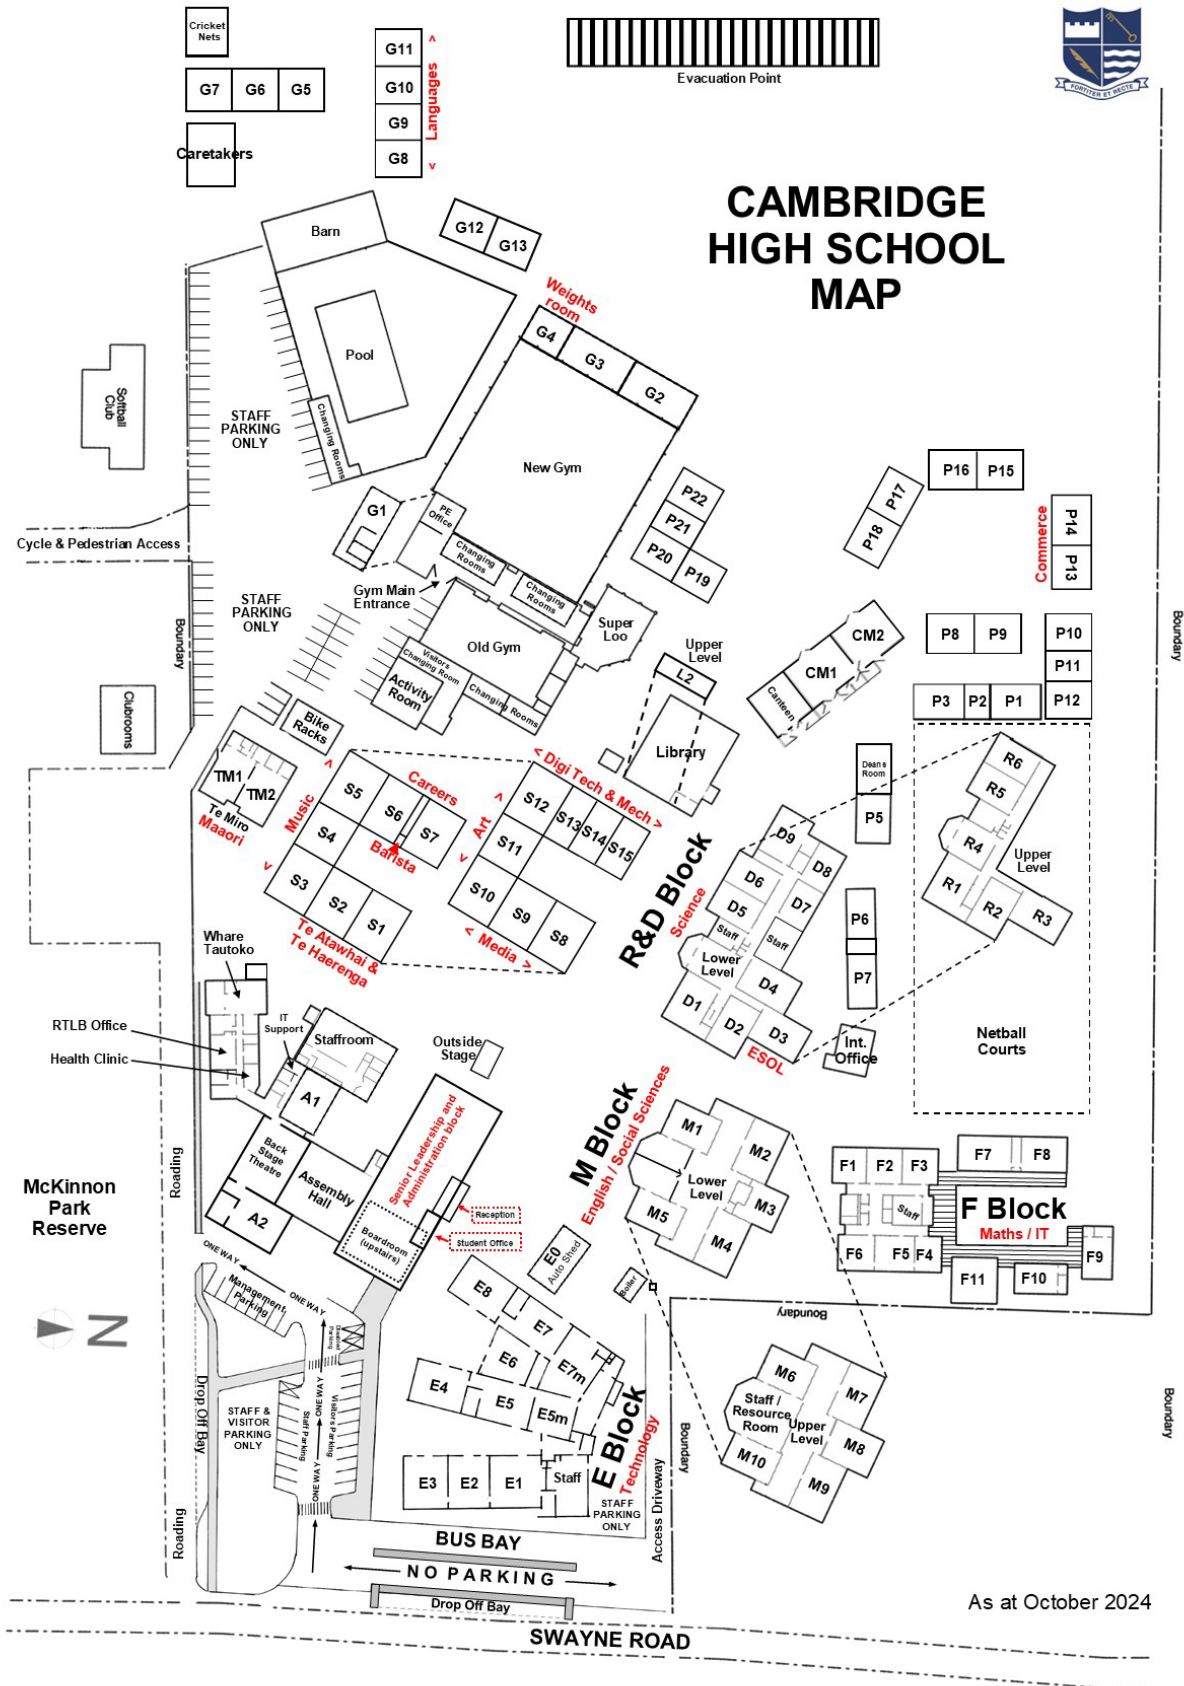 Cricket
Nets
G7
G6
G5
Caretakers
G11
G10
G9
G8
< Languages >
Evacuation Point
FORTITER ET RECTE
CAMBRIDGE
HIGH SCHOOL
MAP
Barn
G12
G13
Pool
Changing Rooms
Weights
room
G4
G3
G2
New Gym
Softball
Club
STAFF
PARKING
ONLY
G1
PE
Office
Changing
Rooms
Changing
Rooms
Gym Main
Entrance
Cycle & Pedestrian Access
STAFF
PARKING
ONLY
Boundary
Clubrooms
P22
P21
P20
P19
P17
P18
P16
P15
P14
P13
Commerce
Super
Loo
Old Gym
Visitors
Changing Room
Activity
Room
Changing Rooms
Upper
Level
L2
Library
CM2
CM1
Canteen
P8
P9
P10
P11
P12
P3
P2
P1
Boundary
Bike
Racks
TM1
TM2
Te Miro
Maaori
< Music >
S5
S6
S7
S4
S3
S2
S1
Careers
Barista
Te Atawhai &
Te Haerenga
< Digi Tech & Mech >
< Art >
S12
S13
S14
S15
S11
S10
S9
S8
< Media >
Deans
Room
P5
P6
P7
R&D Block
Science
D9
D8
D6
D7
D5
Staff
Staff
Lower
Level
D4
D1
D2
D3
ESOL
Int.
Office
R6
R5
R4
R1
R2
R3
Upper
Level
Netball
Courts
Whare
Tautoko
RTLB Office
Health Clinic
IT
Support
Staffroom
A1
Outside
Stage
Back
Stage
Theatre
Assembly
Hall
A2
Senior Leadership and
Administration block
Boardroom
(upstairs)
Reception
Student Office
M Block
English / Social Sciences
M1
M2
Lower
Level
M3
M5
M4
F1
F2
F3
Staff
F6
F5
F4
F7
F8
F Block
Maths / IT
F9
F11
F10
Boundary
McKinnon
Park
Reserve
Roading
ONE WAY
Management
Parking
ONE WAY
Disabled
Parking
N
E0
Auto Shed
Boiler
E8
E7
E7m
E6
E4
E5
E5m
E3
E2
E1
Staff
E Block
Technology
STAFF
PARKING
ONLY
Drop Off Bay
STAFF &
VISITOR
PARKING
ONLY
Staff Parking
ONE WAY
Visitors Parking
ONE WAY
Roading
Access Driveway
Boundary
M6
M7
Staff /
Resource
Room
Upper
Level
M8
M10
M9
Boundary
BUS BAY
NO PARKING
Drop Off Bay
SWAYNE ROAD
As at October 2024